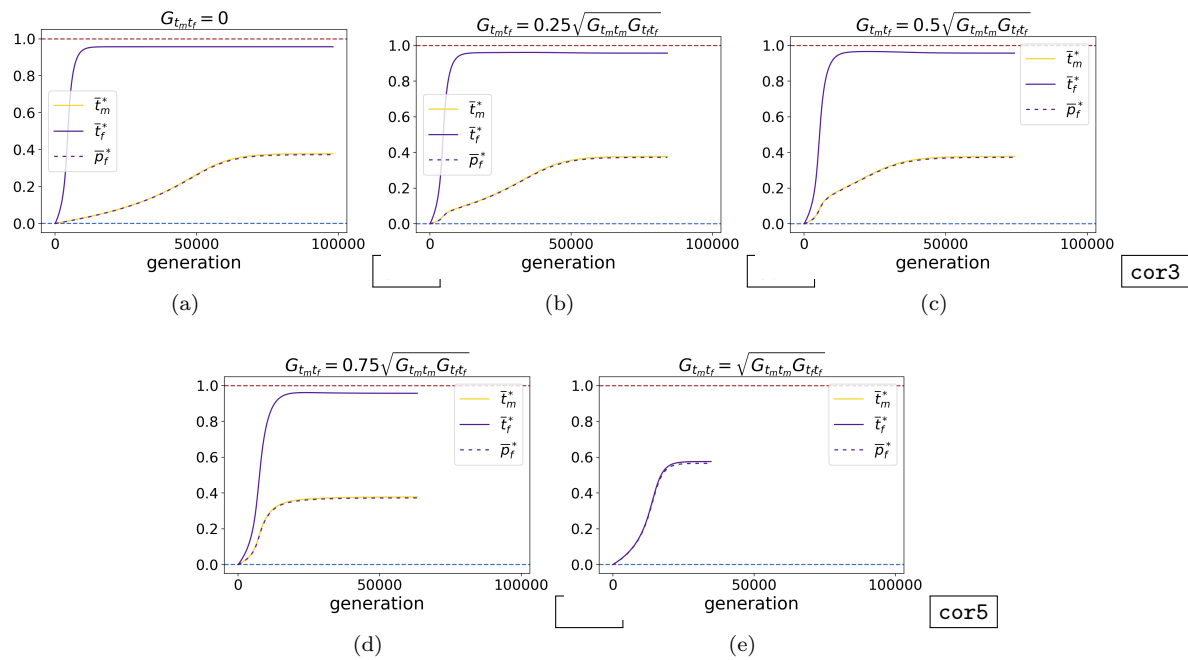 G_{t_m t_f} = 0
G_{t_m t_f} = 0.25√(G_{t_m t_m} G_{t_f t_f})
G_{t_m t_f} = 0.5√(G_{t_m t_m} G_{t_f t_f})
1.0
0.8
0.6
0.4
0.2
0.0
t̅*_m
t̅*_f
p̅*_f
0 50000 100000
generation
(a)
1.0
0.8
0.6
0.4
0.2
0.0
t̅*_m
t̅*_f
p̅*_f
0 50000 100000
generation
(b)
1.0
0.8
0.6
0.4
0.2
0.0
t̅*_m
t̅*_f
p̅*_f
0 50000 100000
generation
cor3
(c)
G_{t_m t_f} = 0.75√(G_{t_m t_m} G_{t_f t_f})
1.0
0.8
0.6
0.4
0.2
0.0
t̅*_m
t̅*_f
p̅*_f
0 50000 100000
generation
(d)
G_{t_m t_f} = √(G_{t_m t_m} G_{t_f t_f})
1.0
0.8
0.6
0.4
0.2
0.0
t̅*_m
t̅*_f
p̅*_f
0 50000 100000
generation
cor5
(e)